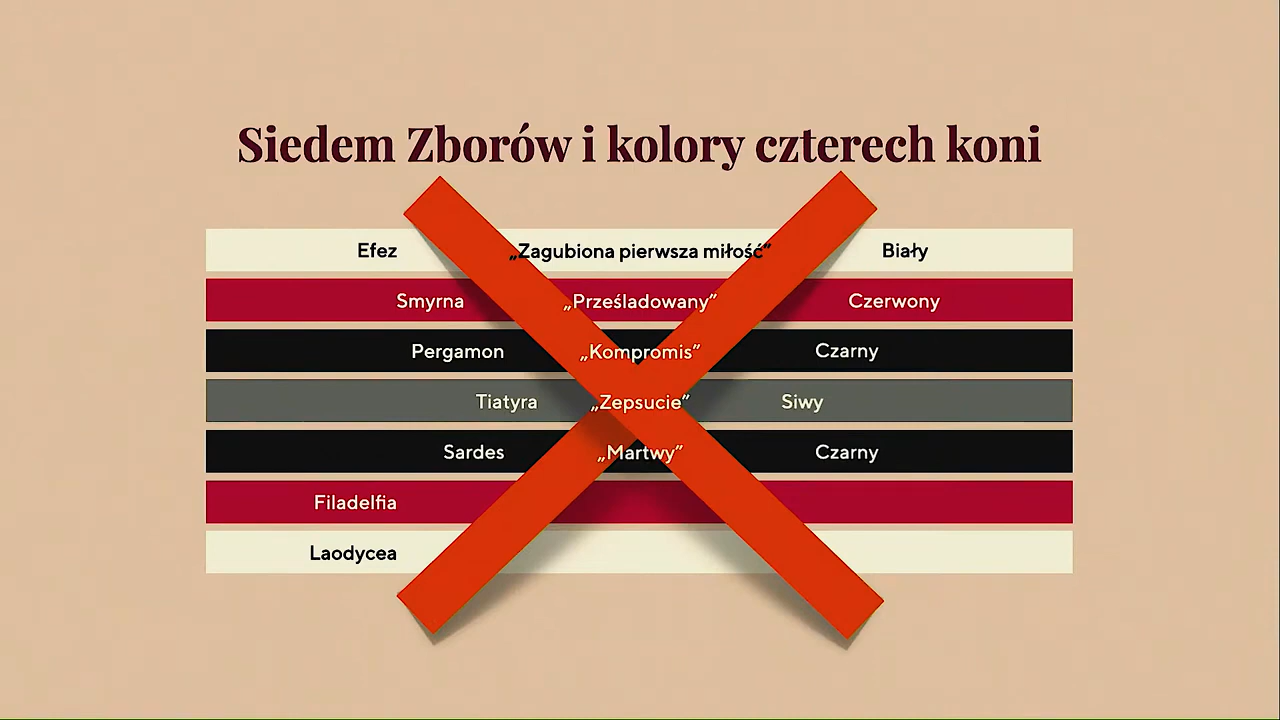 Siedem Zborów i kolory czterech koni
Efez „Zagubiona pierwsza miłość” Biały
Smyrna „Prześladowany” Czerwony
Pergamon „Kompromis” Czarny
Tiatyra „Zepsucie” Siwy
Sardes „Martwy” Czarny
Filadelfia
Laodycea